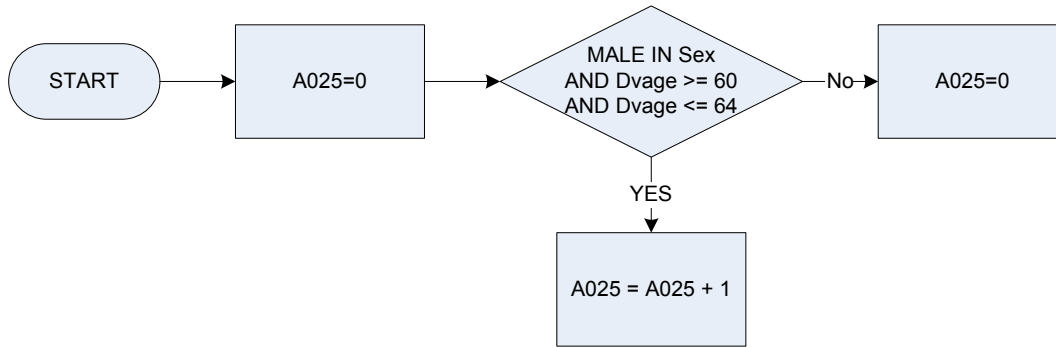 START
A025=0
MALE IN Sex
AND Dvage >= 60
AND Dvage <= 64
No
A025=0
YES
A025 = A025 + 1